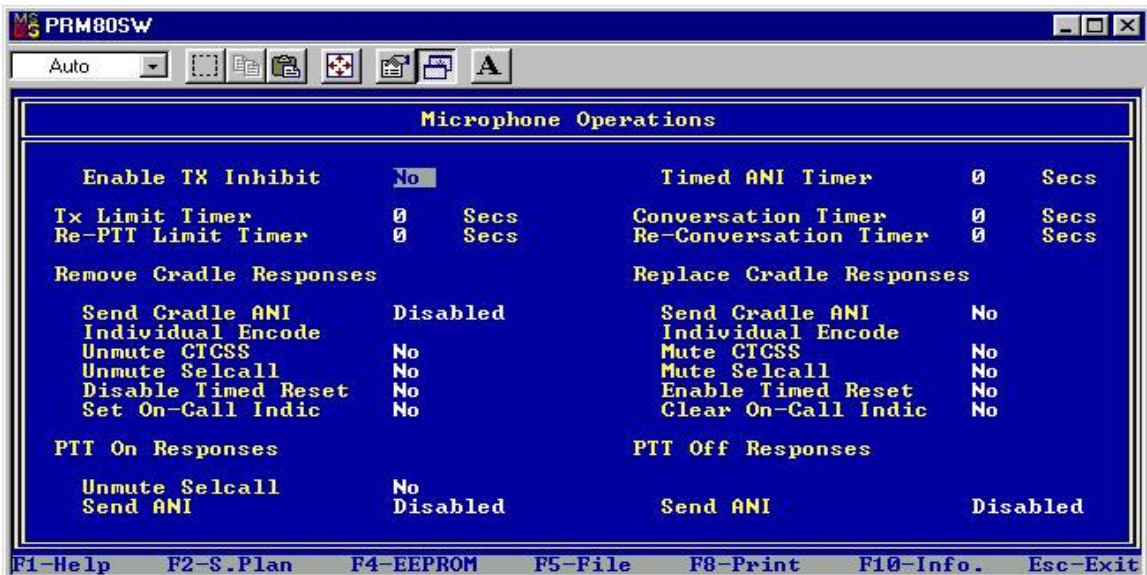 PRM80SW
Auto A
Microphone Operations
Enable TX Inhibit No Timed ANI Timer 0 Secs
Tx Limit Timer 0 Secs Conversation Timer 0 Secs
Re-PTT Limit Timer 0 Secs Re-Conversation Timer 0 Secs
Remove Cradle Responses Replace Cradle Responses
Send Cradle ANI Disabled Send Cradle ANI No
Individual Encode Individual Encode
Unmute CTCSS No Mute CTCSS No
Unmute Selcall No Mute Selcall No
Disable Timed Reset No Enable Timed Reset No
Set On-Call Indic No Clear On-Call Indic No
PTT On Responses PTT Off Responses
Unmute Selcall No
Send ANI Disabled Send ANI Disabled
F1-Help F2-S.Plan F4-EEPROM F5-File F8-Print F10-Info. Esc-Exit